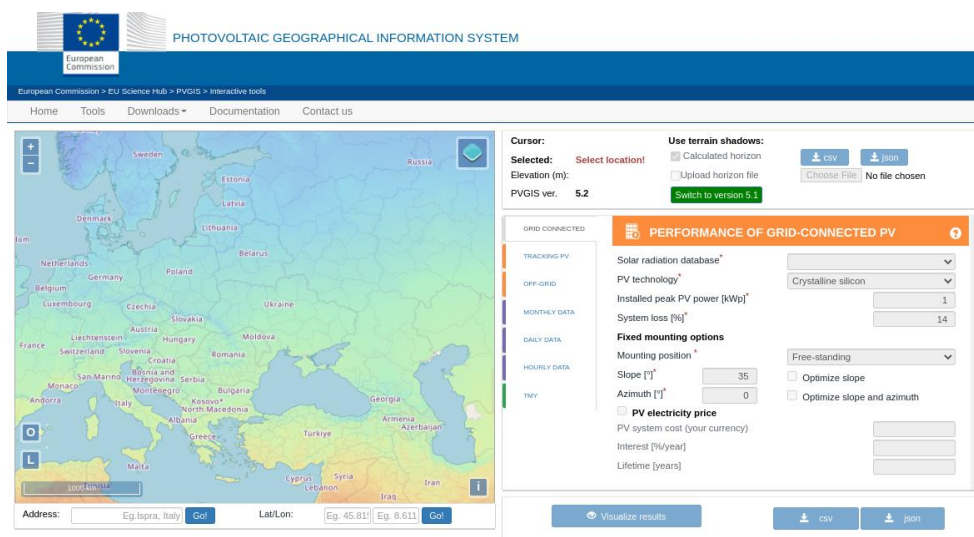 European
Commission
PHOTOVOLTAIC GEOGRAPHICAL INFORMATION SYSTEM
European Commission > EU Science Hub > PVGIS > Interactive tools
Home Tools Downloads Documentation Contact us
+
−
Sweden
Russia
Estonia
Latvia
Denmark
Lithuania
dom
Belarus
Netherlands
Poland
Germany
Belgium
Luxembourg
Czechia
Ukraine
Slovakia
Austria
Liechtenstein
Hungary
Moldova
France
Switzerland
Slovenia
Romania
Croatia
San Marino
Bosnia and
Herzegovina
Serbia
Monaco
Montenegro
Bulgaria
Andorra
Italy
Kosovo*
Georgia
North Macedonia
Albania
Armenia
Azerbaijan
O
Greece
Türkiye
L
Malta
Cyprus
Syria
Lebanon
Iran
Iraq
1000 km
i
Address: Eg.Ispra, Italy Go! Lat/Lon: Eg. 45.815 Eg. 8.611 Go!
Cursor: Use terrain shadows:
Selected: Select location! Calculated horizon csv json
Elevation (m): Upload horizon file Choose File No file chosen
PVGIS ver. 5.2 Switch to version 5.1
GRID CONNECTED
TRACKING PV
OFF-GRID
MONTHLY DATA
DAILY DATA
HOURLY DATA
TMY
PERFORMANCE OF GRID-CONNECTED PV ?
Solar radiation database*
PV technology* Crystalline silicon
Installed peak PV power [kWp]* 1
System loss [%]* 14
Fixed mounting options
Mounting position * Free-standing
Slope [°]* 35 Optimize slope
Azimuth [°]* 0 Optimize slope and azimuth
PV electricity price
PV system cost (your currency)
Interest [%/year]
Lifetime [years]
Visualize results csv json